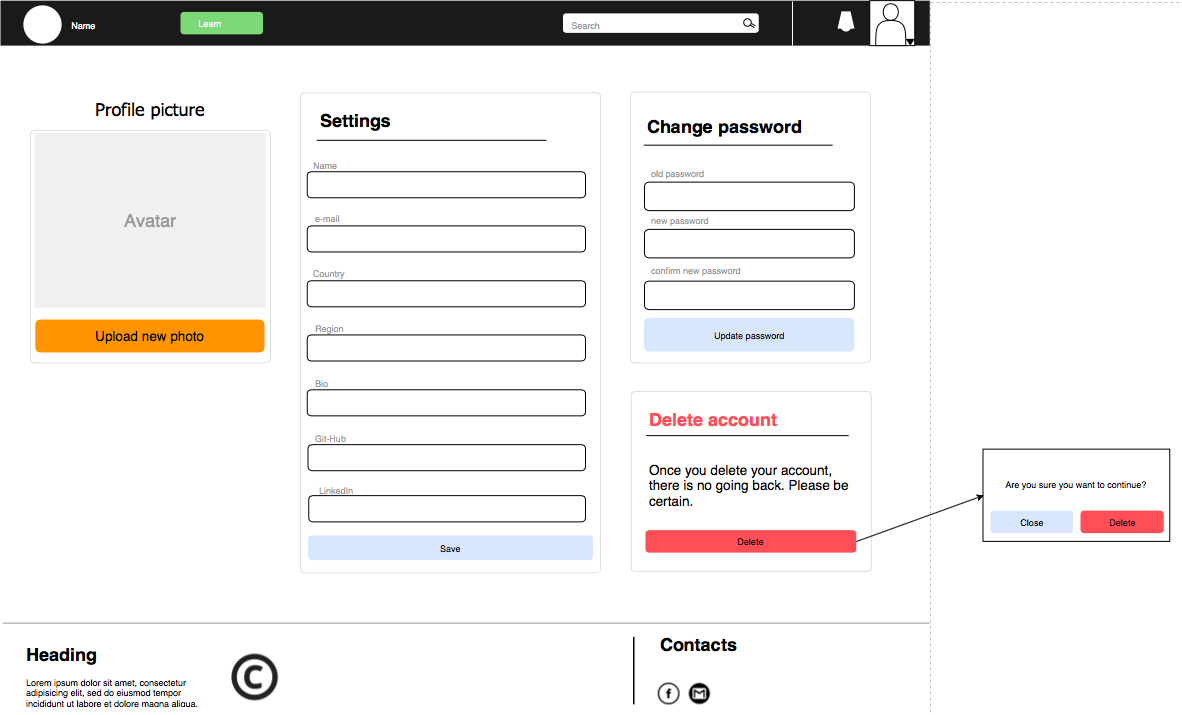 Name
Learn
Search
Profile picture
Avatar
Upload new photo
Settings
Name
e-mail
Country
Region
Bio
Git-Hub
LinkedIn
Save
Change password
old password
new password
confirm new password
Update password
Delete account
Once you delete your account,
there is no going back. Please be
certain.
Delete
Are you sure you want to continue?
Close
Delete
Heading
Lorem ipsum dolor sit amet, consectetur
adipisicing elit, sed do eiusmod tempor
incididunt ut labore et dolore magna aliqua.
©
Contacts